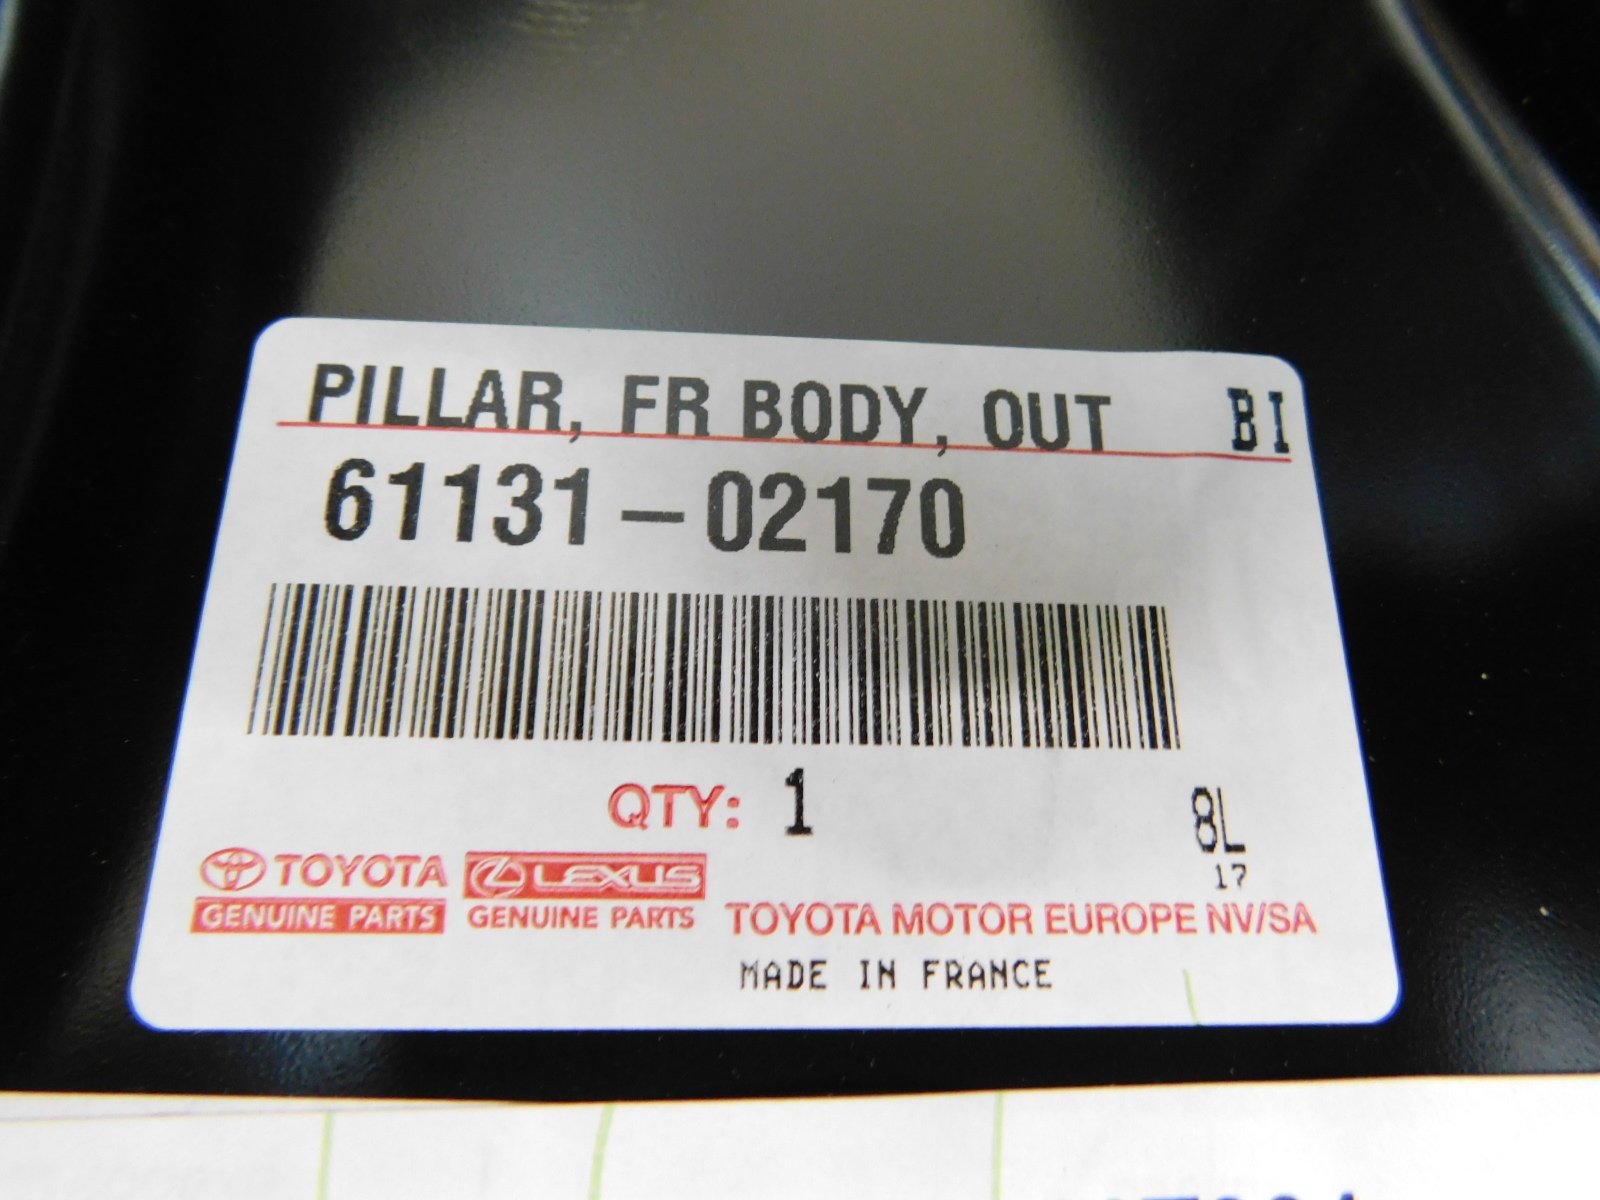 PILLAR, FR BODY, OUT BI
61131-02170
QTY: 1 8L
17
TOYOTA LEXUS
GENUINE PARTS GENUINE PARTS TOYOTA MOTOR EUROPE NV/SA
MADE IN FRANCE